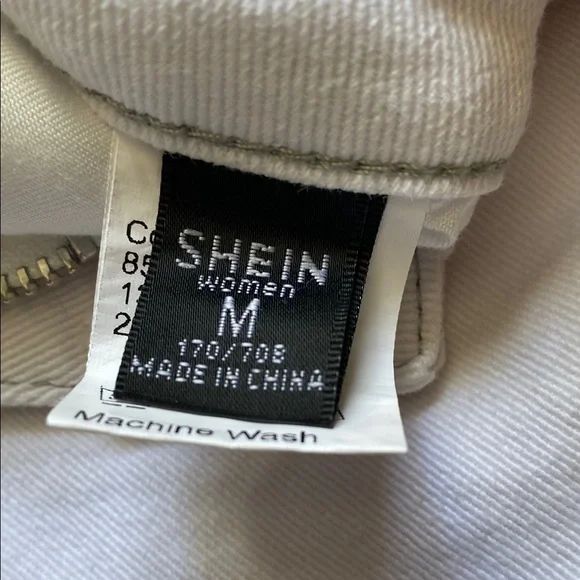 SHEIN
women
M
170/70B
MADE IN CHINA
Machine Wash